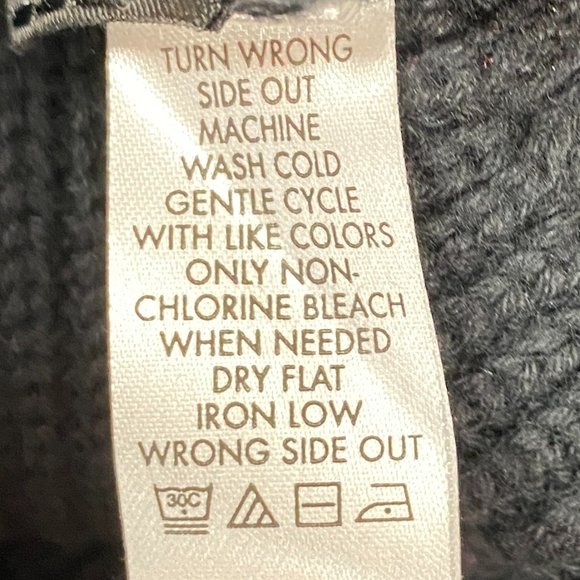 TURN WRONG
SIDE OUT
MACHINE
WASH COLD
GENTLE CYCLE
WITH LIKE COLORS
ONLY NON-
CHLORINE BLEACH
WHEN NEEDED
DRY FLAT
IRON LOW
WRONG SIDE OUT
30C